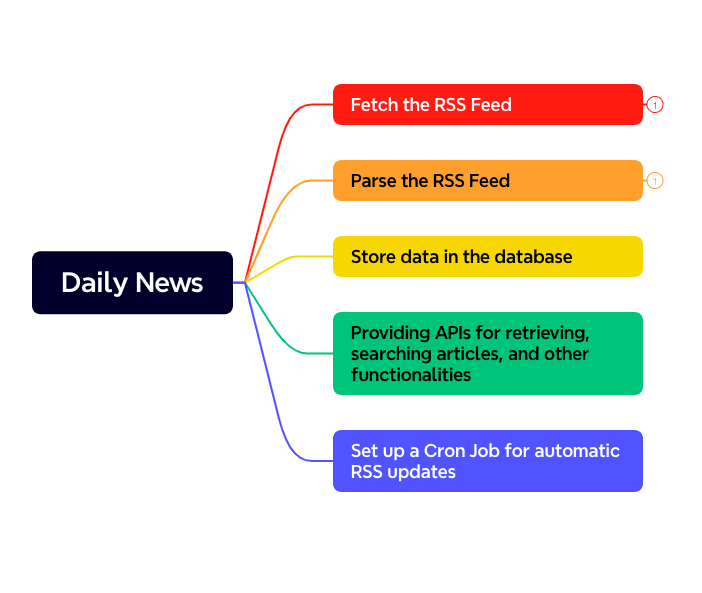 Fetch the RSS Feed
1
Parse the RSS Feed
1
Store data in the database
Daily News
Providing APIs for retrieving,
searching articles, and other
functionalities
Set up a Cron Job for automatic
RSS updates